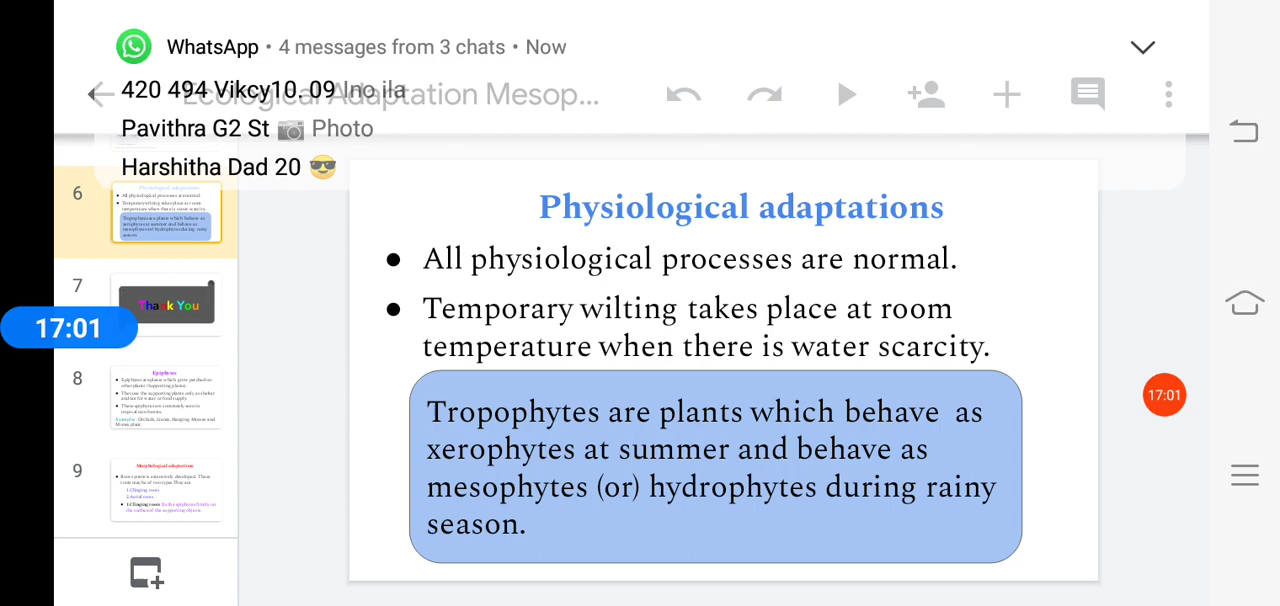 WhatsApp • 4 messages from 3 chats • Now
420 494 Vikcy10. 09 Ino ila
Ecological Adaptation Mesop...
Pavithra G2 St 📷 Photo
Harshitha Dad 20 😎
6
Physiological adaptations
● All physiological processes are normal.
● Temporary wilting takes place at room
temperature when there is water scarcity.
Tropophytes are plants which behave as
xerophytes at summer and behave as
mesophytes (or) hydrophytes during rainy
season.
7
Thank You
17:01
17:01
8
Epiphytes
9
Morphological adaptations